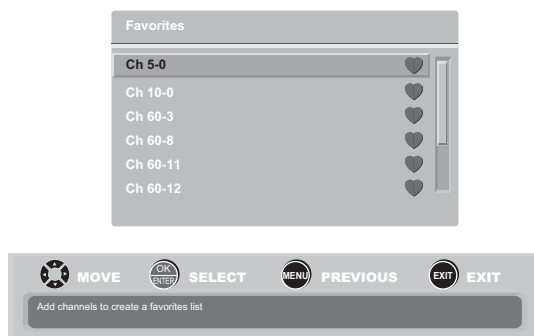 Favorites
Ch 5-0
Ch 10-0
Ch 60-3
Ch 60-8
Ch 60-11
Ch 60-12
MOVE OK ENTER SELECT MENU PREVIOUS EXIT EXIT
Add channels to create a favorites list